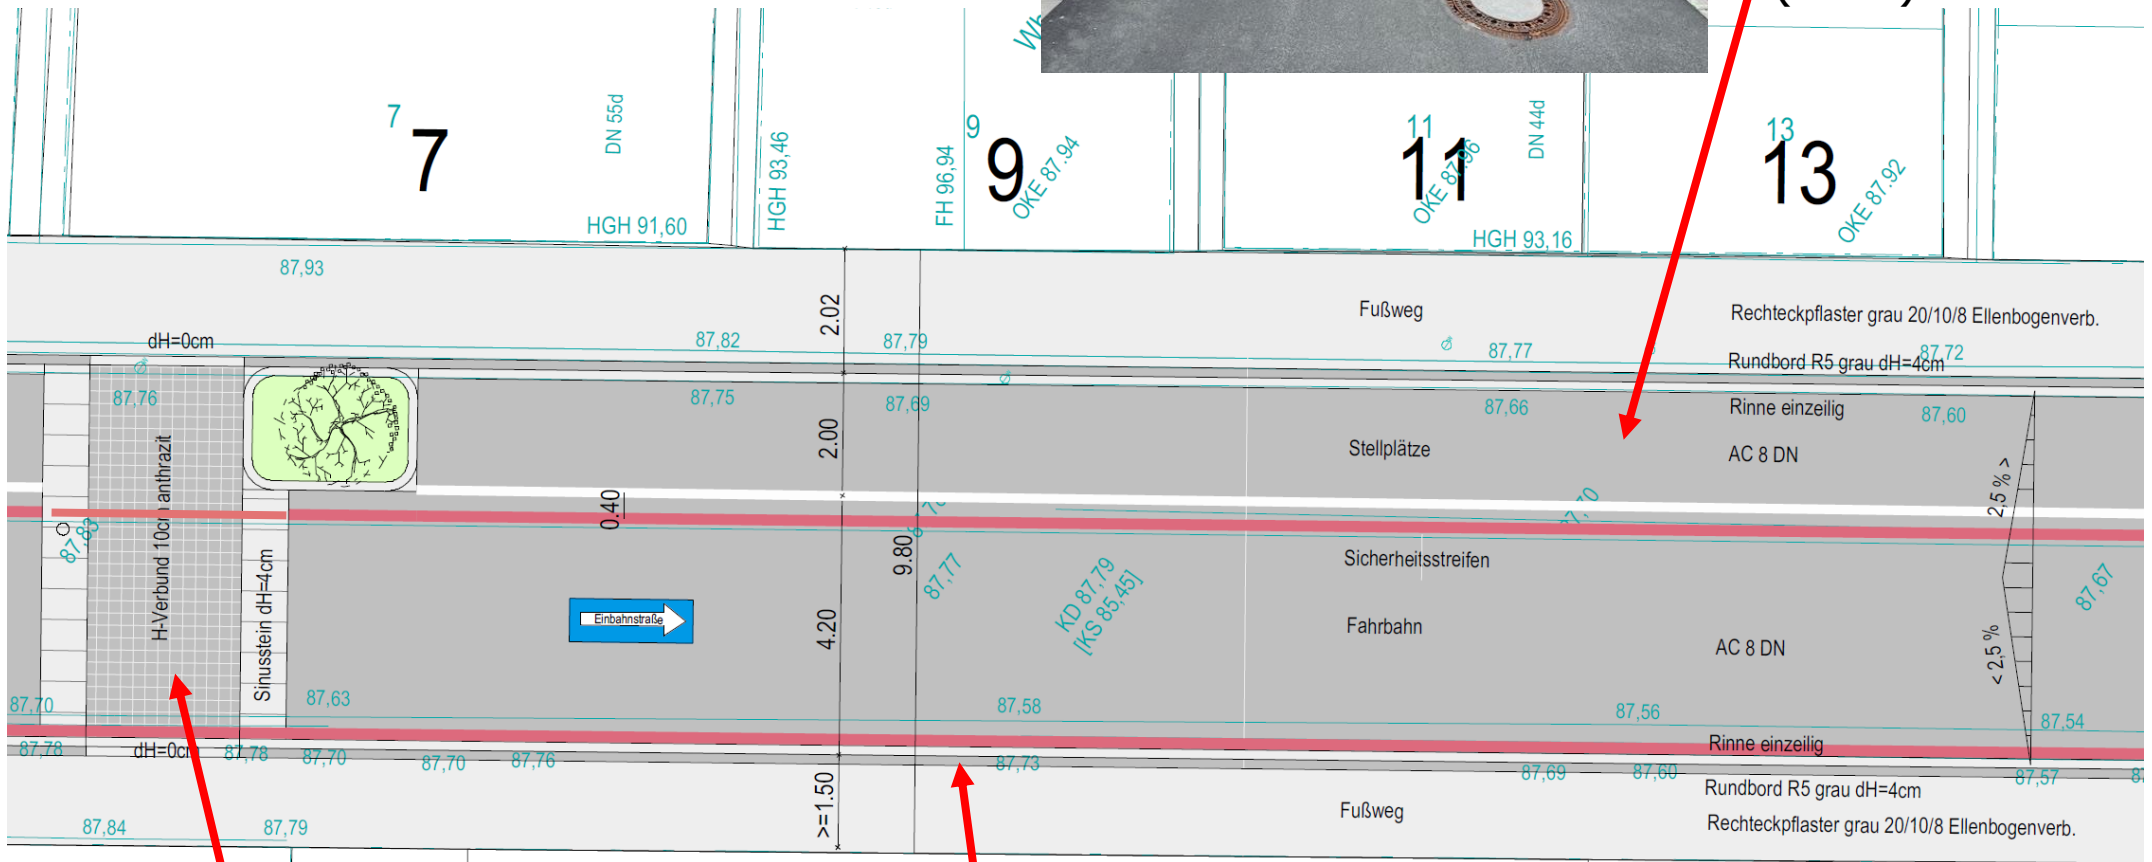 7
7
DN 55d
HGH 91,60
HGH 93,46
FH 96,94
9
9
OKE 87.94
11
11
OKE 87.96
DN 44d
HGH 93,16
13
13
OKE 87.92
87,93
2.02
Fußweg
Rechteckpflaster grau 20/10/8 Ellenbogenverb.
dH=0cm
87,82
87,79
87,77
87,72
Rundbord R5 grau dH=4cm
87,76
87,75
87,69
87,66
Rinne einzeilig
87,60
2.00
Stellplätze
AC 8 DN
2,5 % >
0.40
H-Verbund 10cm anthrazit
87,83
Sinusstein dH=4cm
9.80
87,77
KD 87,79
[KS 85,45]
Sicherheitsstreifen
87,67
Einbahnstraße
4.20
Fahrbahn
AC 8 DN
< 2,5 %
87,70
87,63
87,58
87,56
87,54
Rinne einzeilig
87,78
dH=0cm
87,78
87,70
87,70
87,76
87,73
87,69
87,60
87,57
Rundbord R5 grau dH=4cm
>=1.50
Fußweg
Rechteckpflaster grau 20/10/8 Ellenbogenverb.
87,84
87,79